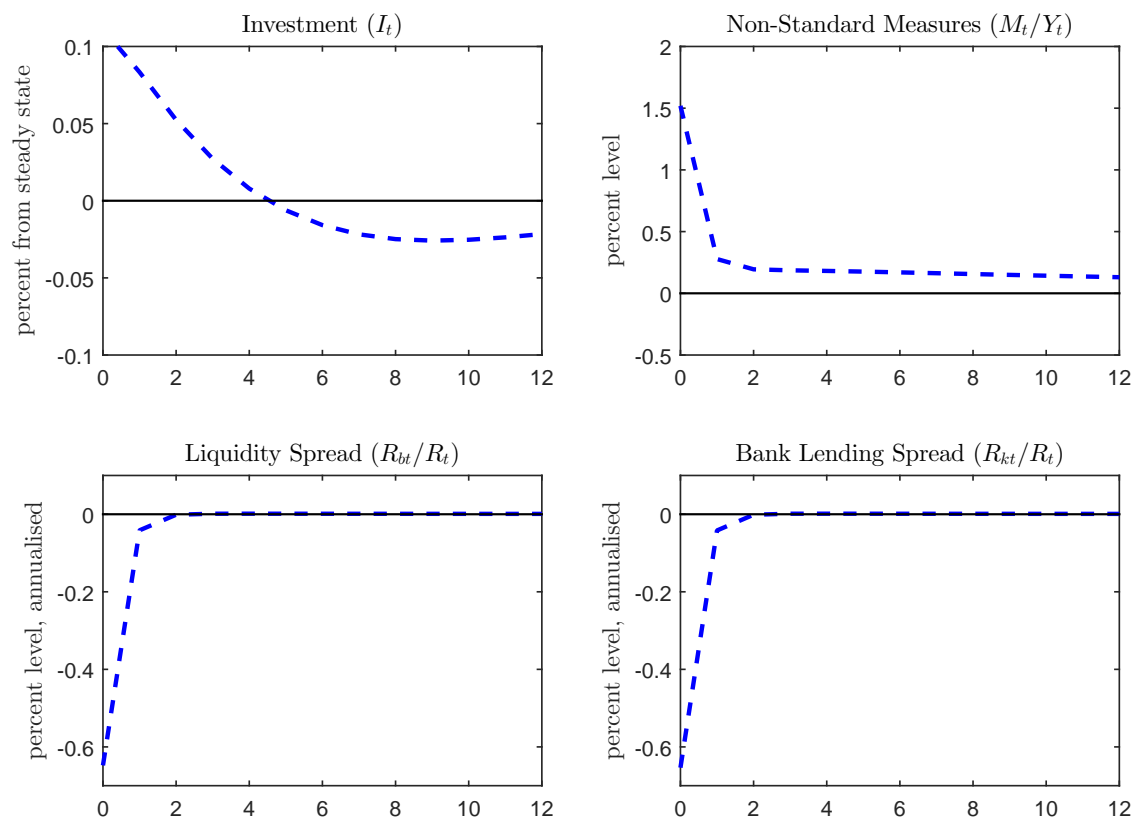 Investment (I_t)
percent from steady state
0.1
0.05
0
-0.05
-0.1
0 2 4 6 8 10 12
Non-Standard Measures (M_t/Y_t)
percent level
2
1.5
1
0.5
0
-0.5
0 2 4 6 8 10 12
Liquidity Spread (R_{bt}/R_t)
percent level, annualised
0
-0.2
-0.4
-0.6
0 2 4 6 8 10 12
Bank Lending Spread (R_{kt}/R_t)
percent level, annualised
0
-0.2
-0.4
-0.6
0 2 4 6 8 10 12